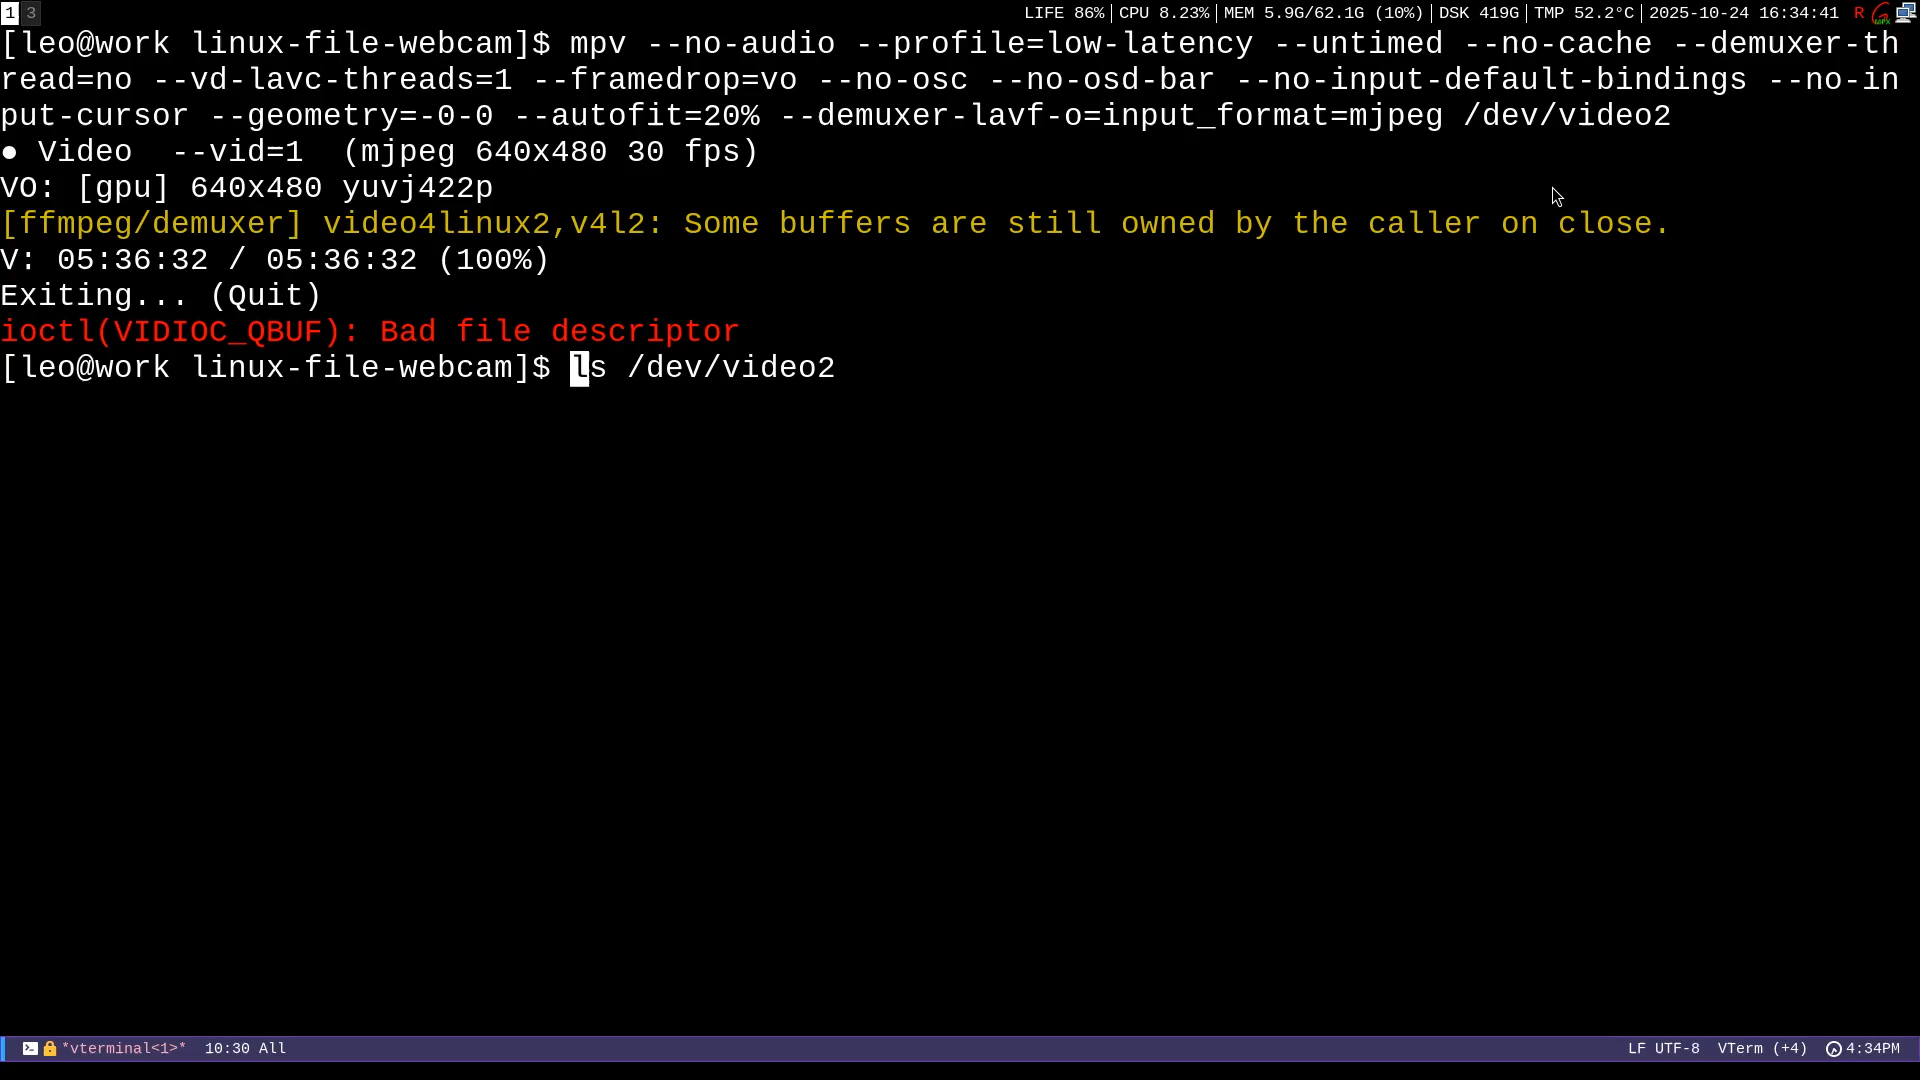 1 3 LIFE 86% CPU 8.23% MEM 5.9G/62.1G (10%) DSK 419G TMP 52.2°C 2025-10-24 16:34:41 R
[leo@work linux-file-webcam]$ mpv --no-audio --profile=low-latency --untimed --no-cache --demuxer-th
read=no --vd-lavc-threads=1 --framedrop=vo --no-osc --no-osd-bar --no-input-default-bindings --no-in
put-cursor --geometry=-0-0 --autofit=20% --demuxer-lavf-o=input_format=mjpeg /dev/video2
● Video  --vid=1  (mjpeg 640x480 30 fps)
VO: [gpu] 640x480 yuvj422p
[ffmpeg/demuxer] video4linux2,v4l2: Some buffers are still owned by the caller on close.
V: 05:36:32 / 05:36:32 (100%)
Exiting... (Quit)
ioctl(VIDIOC_QBUF): Bad file descriptor
[leo@work linux-file-webcam]$ ls /dev/video2
*vterminal<1>* 10:30 All LF UTF-8 VTerm (+4) 4:34PM